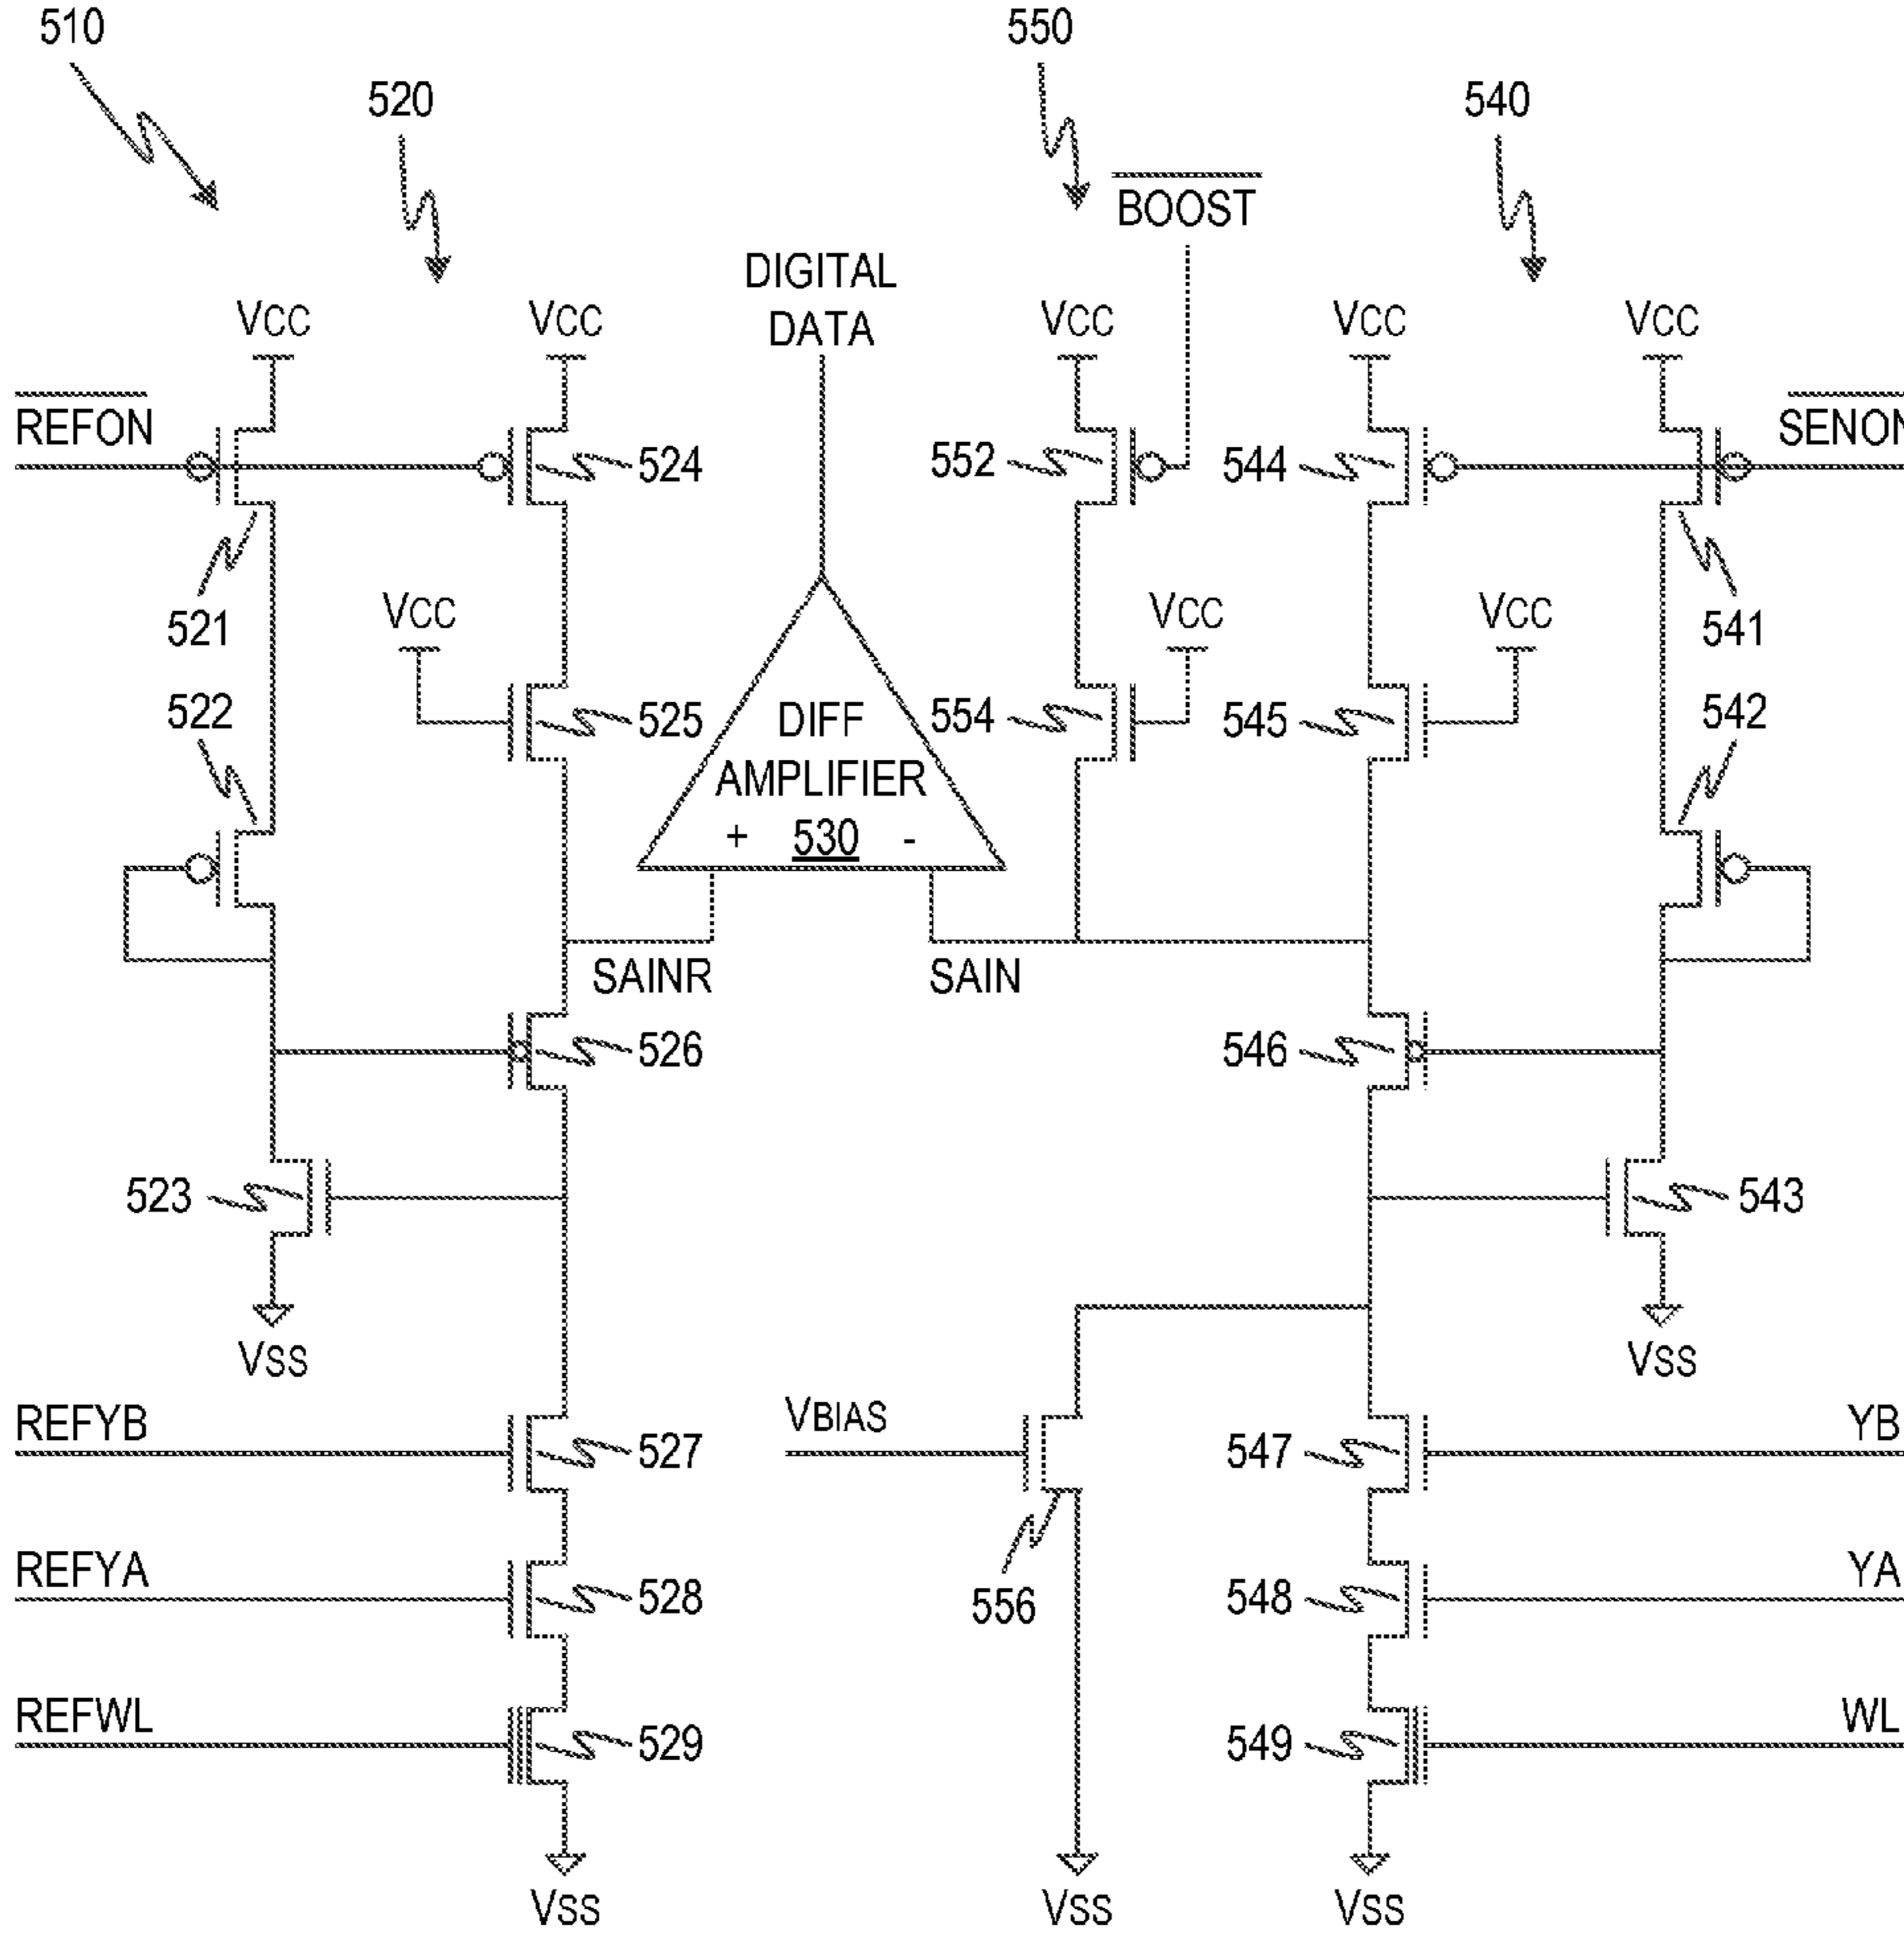 510
550
520
540
BOOST
DIGITAL
DATA
VCC
VCC
VCC
VCC
VCC
REFON
SENON
524
552
544
VCC
VCC
VCC
521
541
522
542
525
554
545
DIFF
AMPLIFIER
+ 530 -
SAINR
SAIN
526
546
523
543
VSS
VSS
REFYB
VBIAS
YB
527
547
REFYA
YA
528
556
548
REFWL
WL
529
549
VSS
VSS
VSS